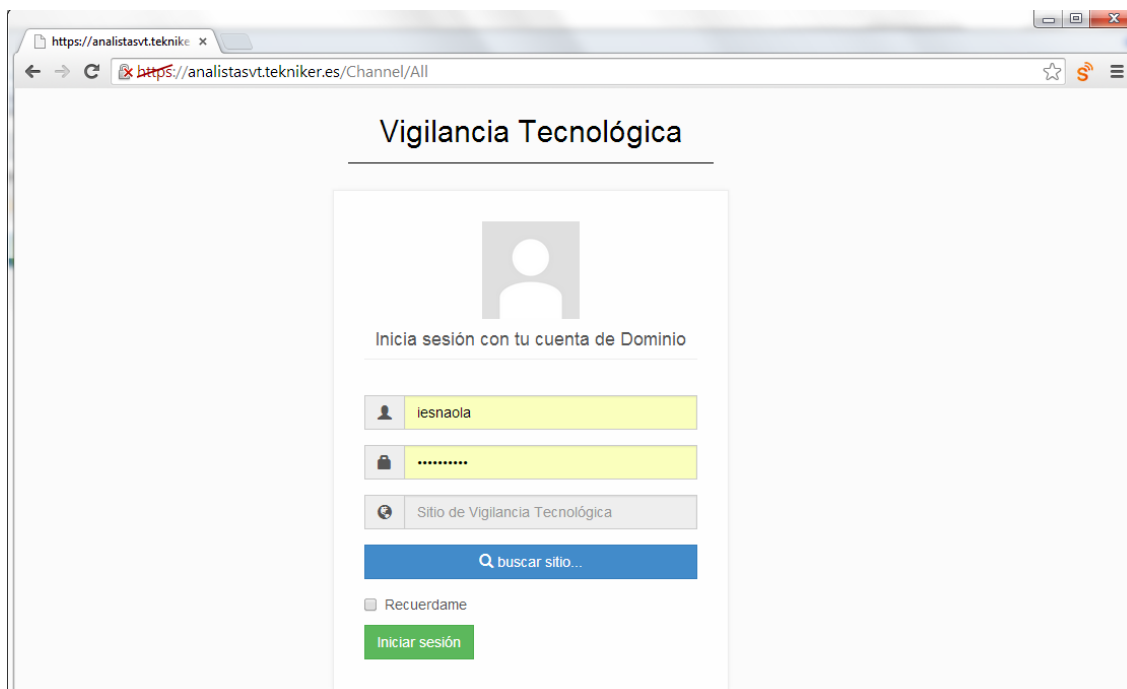 https://analistasvt.teknike
https://analistasvt.tekniker.es/Channel/All
Vigilancia Tecnológica
Inicia sesión con tu cuenta de Dominio
iesnaola
••••••••••
Sitio de Vigilancia Tecnológica
buscar sitio...
Recuerdame
Iniciar sesión